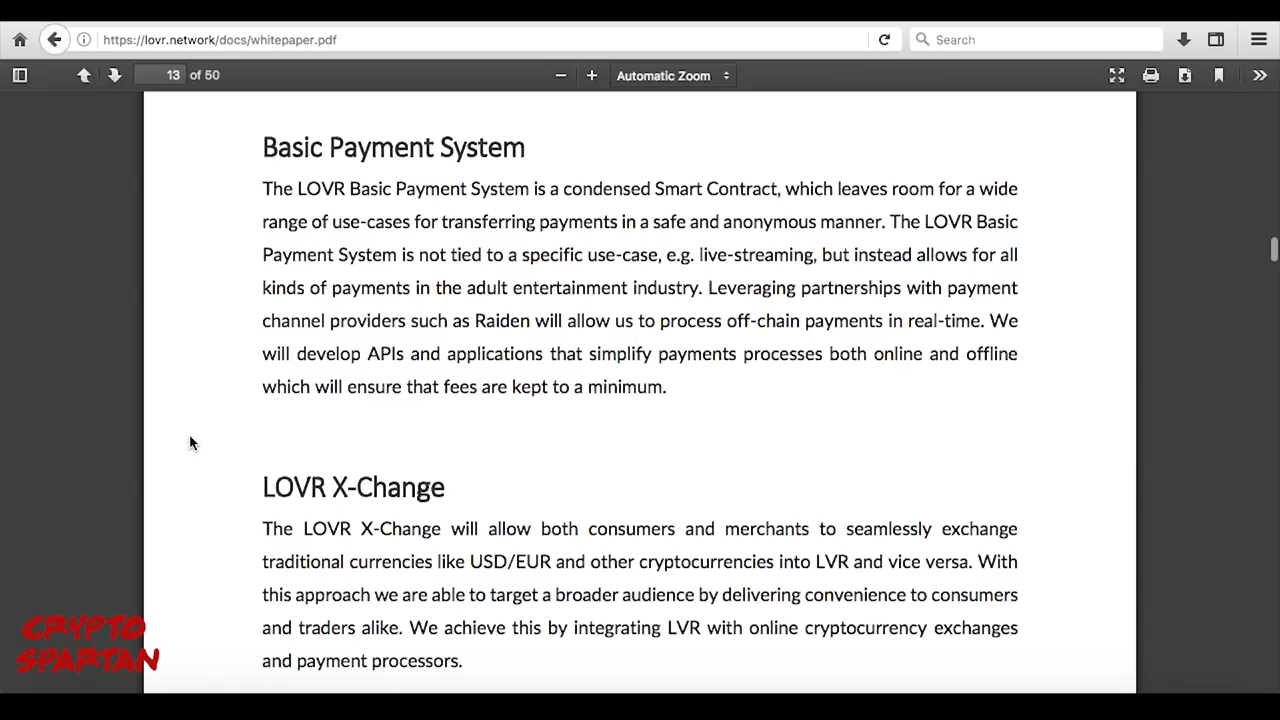 https://lovr.network/docs/whitepaper.pdf
Search
13 of 50
Automatic Zoom
Basic Payment System
The LOVR Basic Payment System is a condensed Smart Contract, which leaves room for a wide
range of use-cases for transferring payments in a safe and anonymous manner. The LOVR Basic
Payment System is not tied to a specific use-case, e.g. live-streaming, but instead allows for all
kinds of payments in the adult entertainment industry. Leveraging partnerships with payment
channel providers such as Raiden will allow us to process off-chain payments in real-time. We
will develop APIs and applications that simplify payments processes both online and offline
which will ensure that fees are kept to a minimum.
LOVR X-Change
The LOVR X-Change will allow both consumers and merchants to seamlessly exchange
traditional currencies like USD/EUR and other cryptocurrencies into LVR and vice versa. With
this approach we are able to target a broader audience by delivering convenience to consumers
and traders alike. We achieve this by integrating LVR with online cryptocurrency exchanges
and payment processors.
CRYPTO
SPARTAN